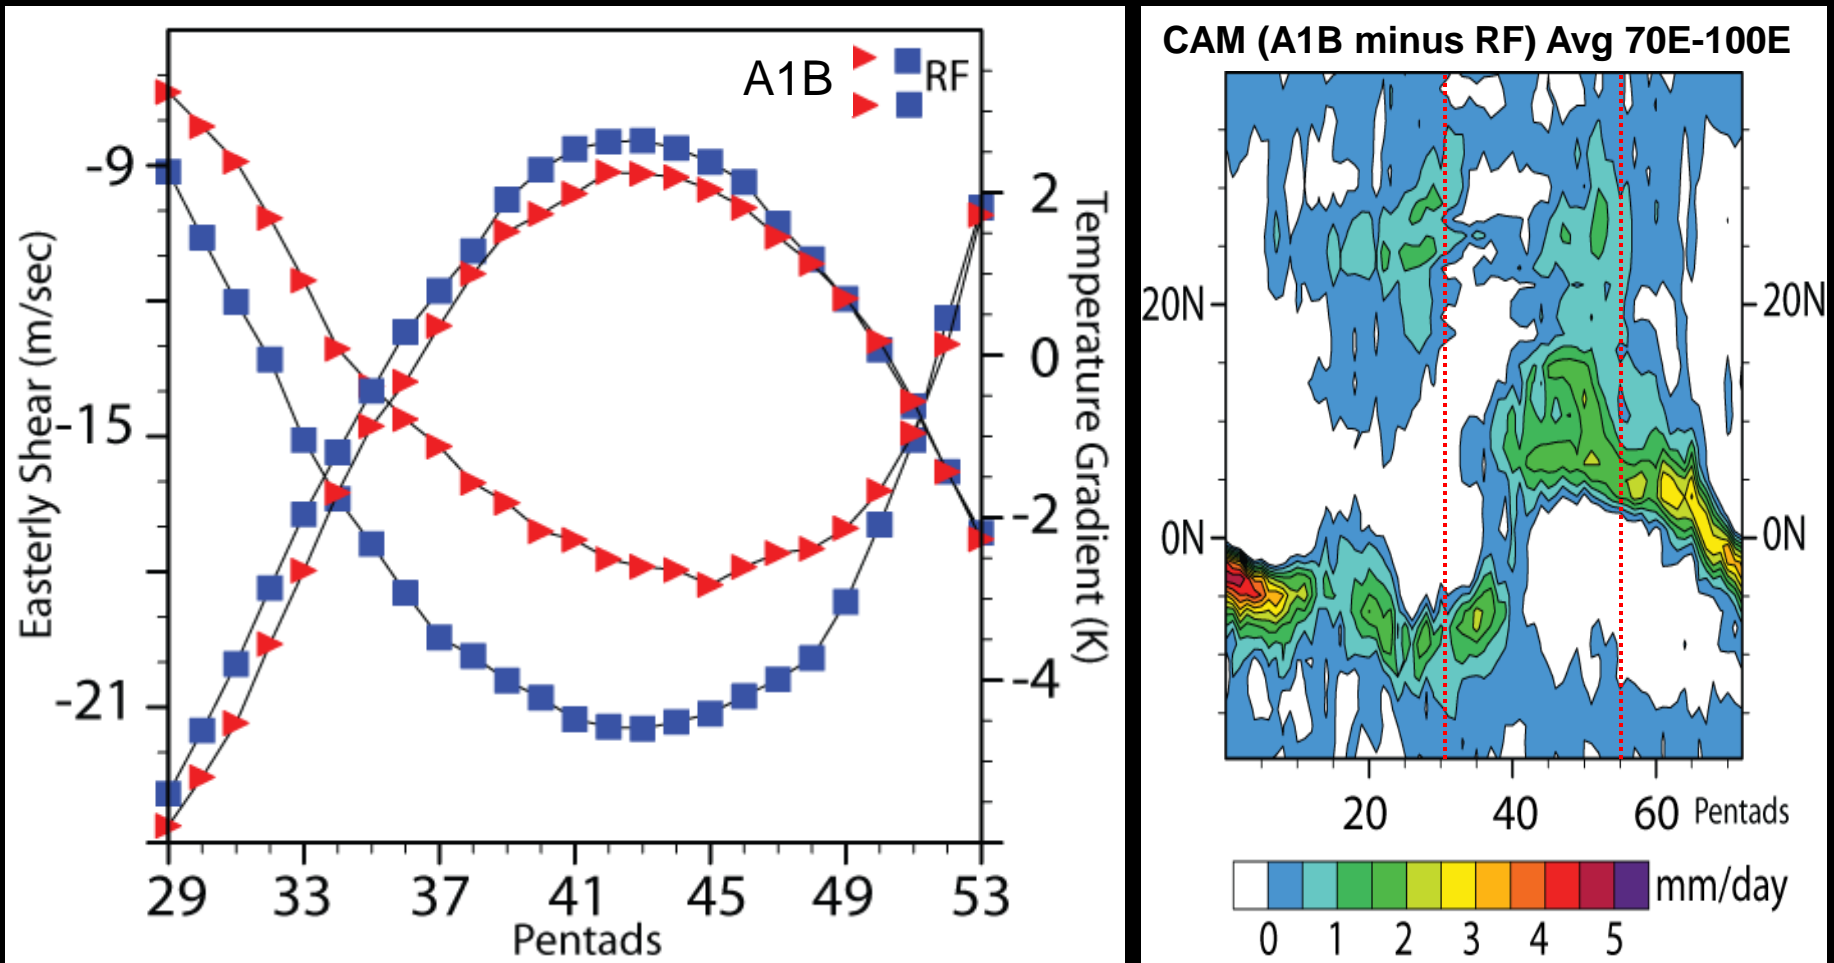 A1B RF
-9
-15
-21
Easterly Shear (m/sec)
2
0
-2
-4
Temperature Gradient (K)
29 33 37 41 45 49 53
Pentads
CAM (A1B minus RF) Avg 70E-100E
20N 20N
0N 0N
20 40 60 Pentads
mm/day
0 1 2 3 4 5